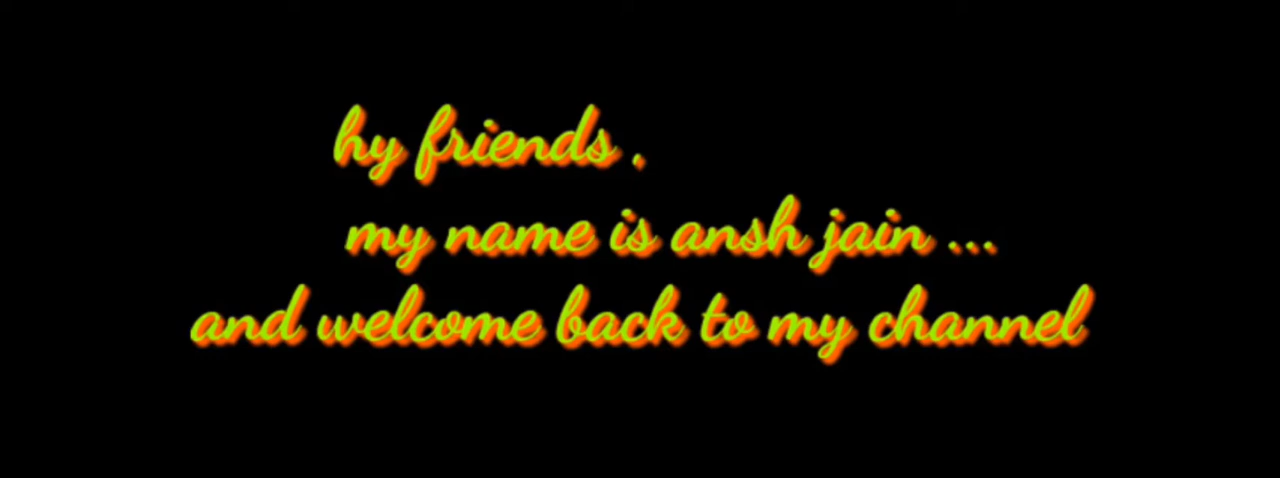 hy friends .
my name is ansh jain ...
and welcome back to my channel